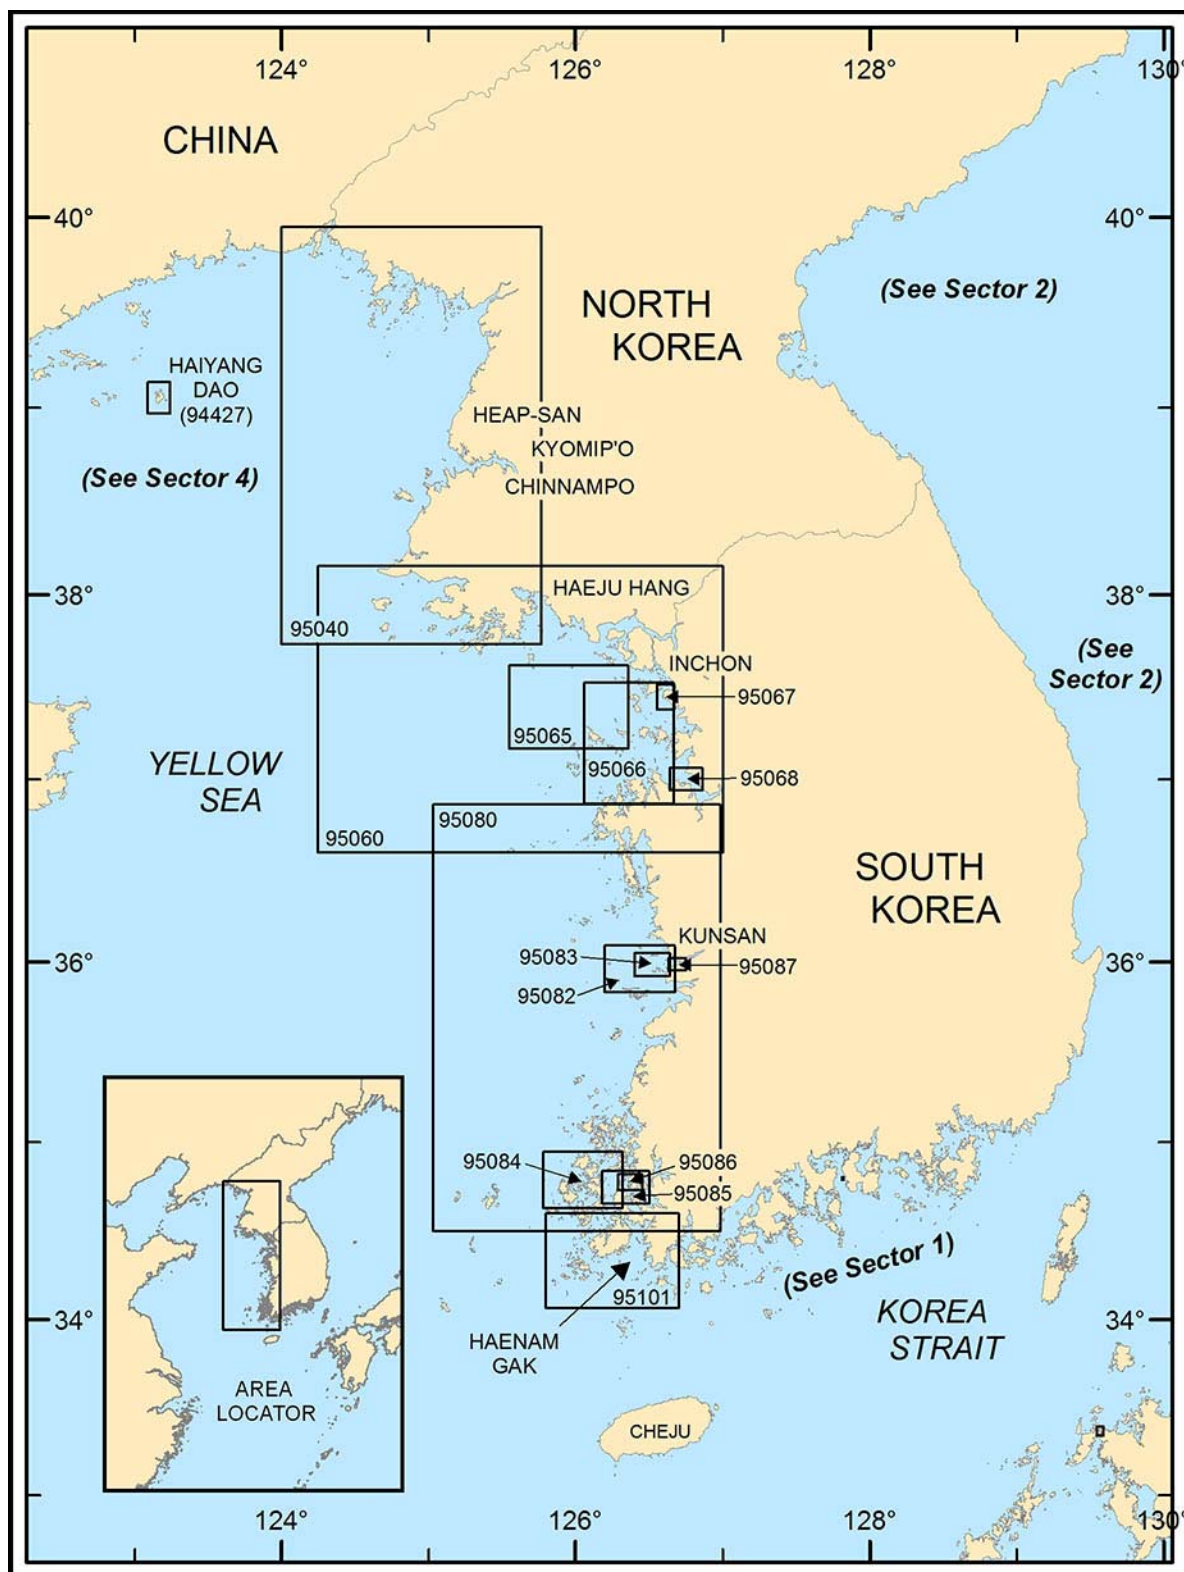 124°
126°
128°
130°
CHINA
40°
40°
(See Sector 2)
NORTH
KOREA
HAIYANG
DAO
(94427)
HEAP-SAN
KYOMIP'O
(See Sector 4)
CHINNAMPO
38°
HAEJU HANG
38°
95040
(See
Sector 2)
INCHON
95067
95065
YELLOW
SEA
95066
95068
95080
95060
SOUTH
KOREA
KUNSAN
95083
95087
36°
36°
95082
95084
95086
95085
(See Sector 1)
95101
34°
KOREA
STRAIT
34°
HAENAM
GAK
AREA
LOCATOR
CHEJU
124°
126°
128°
130°